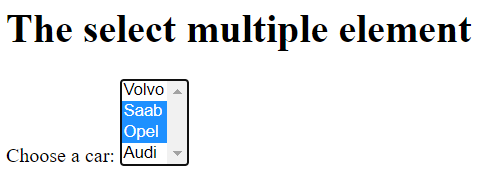 The select multiple element
Volvo
Saab
Opel
Choose a car: Audi